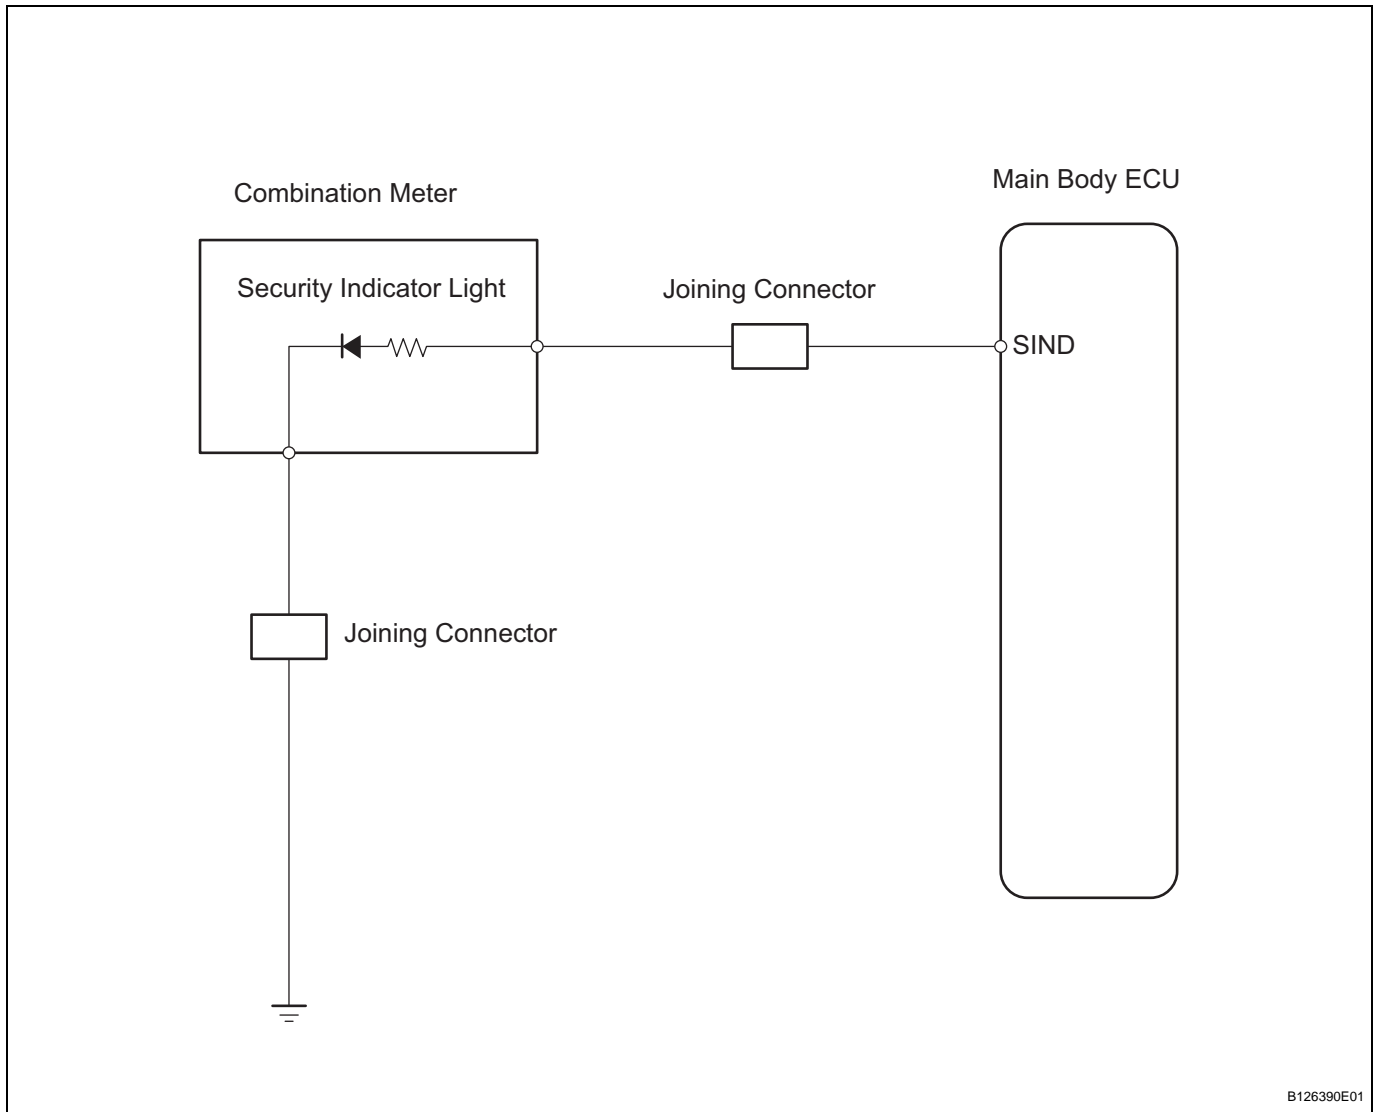 Main Body ECU
Combination Meter
Security Indicator Light
Joining Connector
SIND
Joining Connector
B126390E01